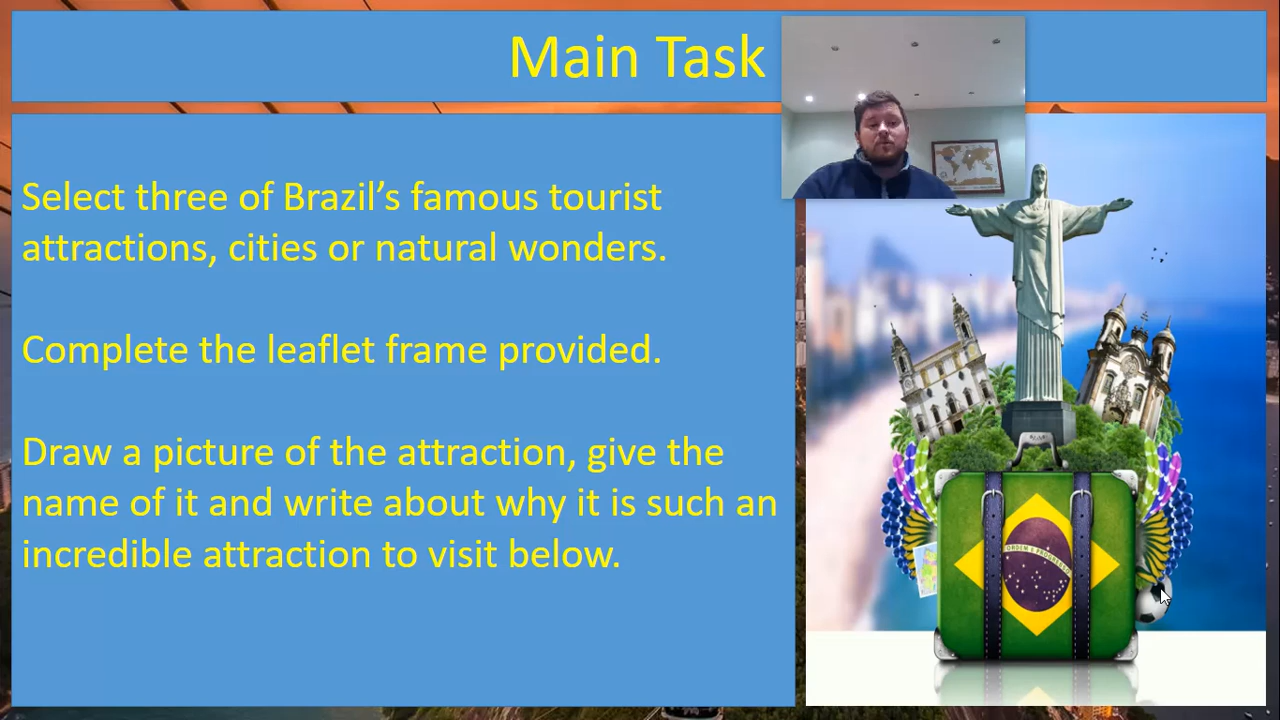 Main Task
Select three of Brazil’s famous tourist
attractions, cities or natural wonders.
Complete the leaflet frame provided.
Draw a picture of the attraction, give the
name of it and write about why it is such an
incredible attraction to visit below.
ORDEM E PROGRESSO